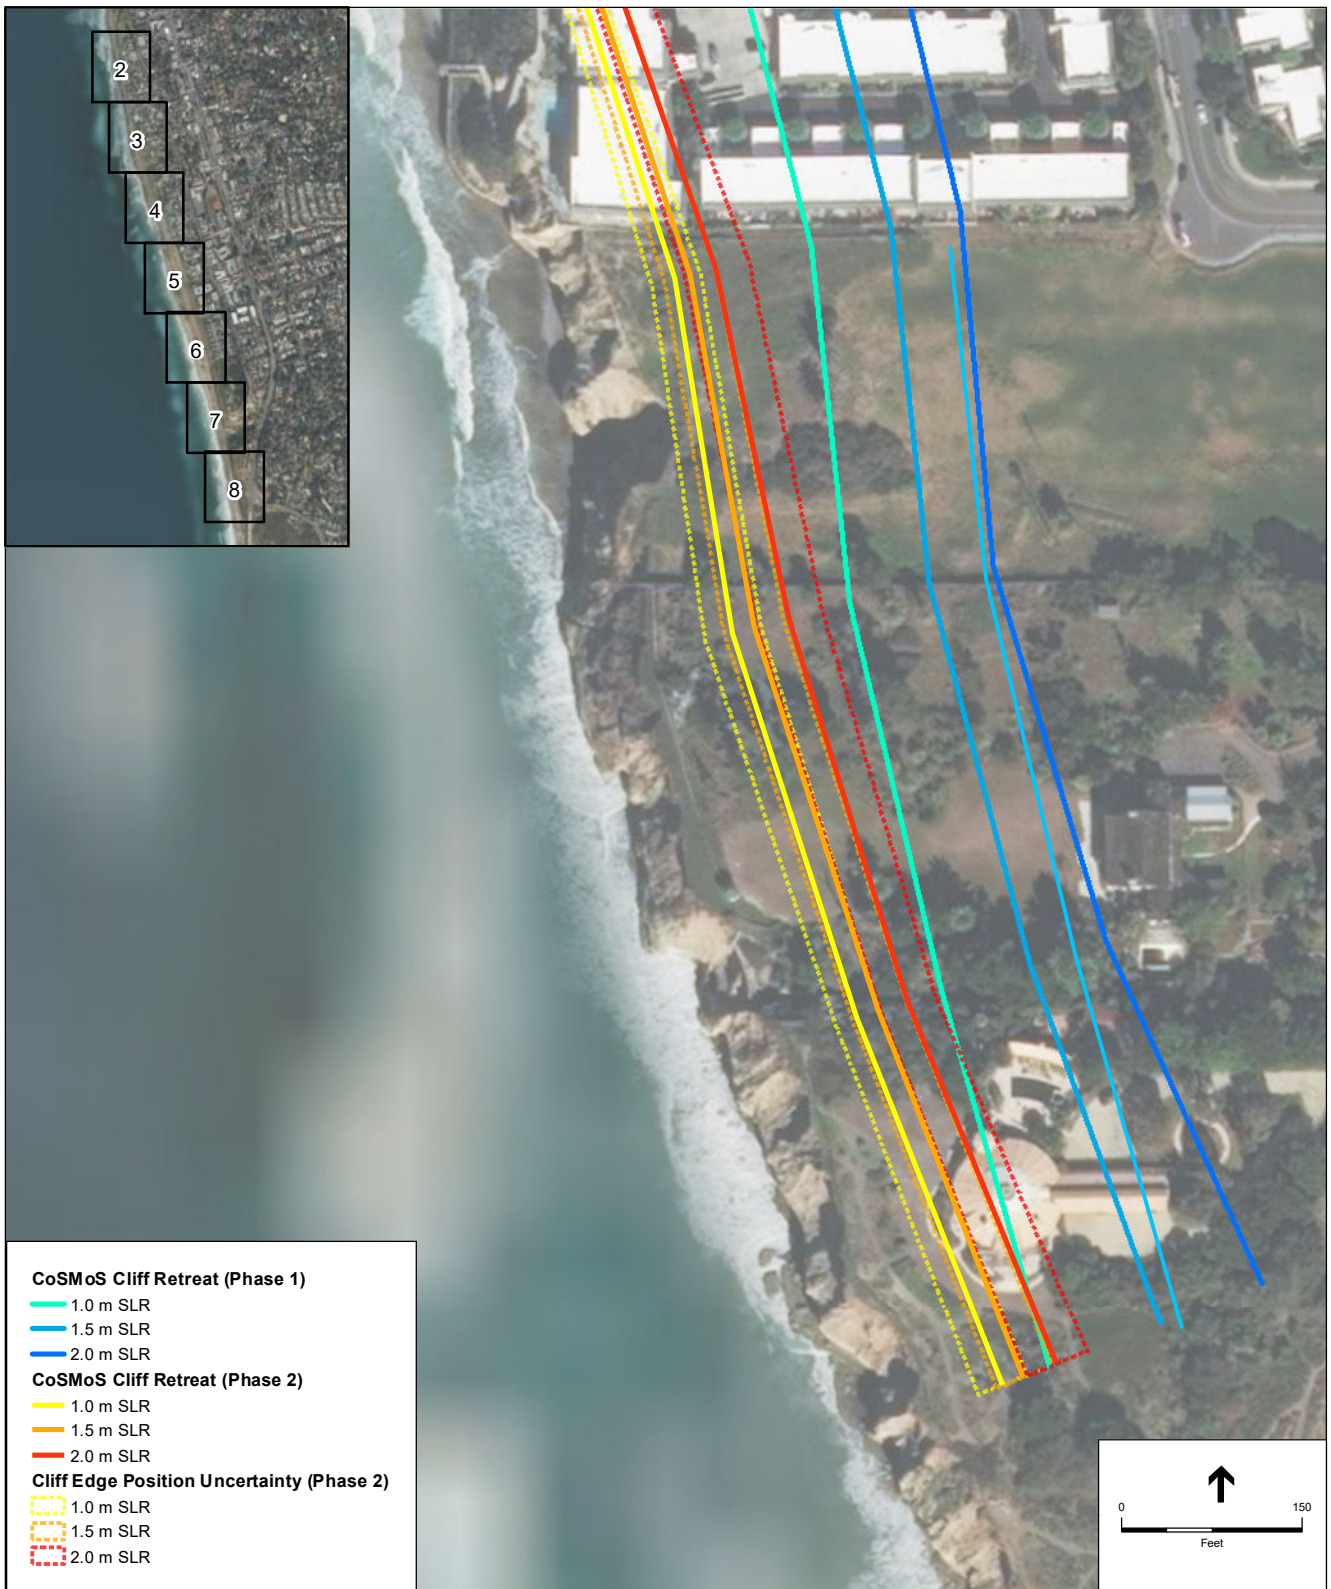 2
3
4
5
6
7
8
CoSMoS Cliff Retreat (Phase 1)
1.0 m SLR
1.5 m SLR
2.0 m SLR
CoSMoS Cliff Retreat (Phase 2)
1.0 m SLR
1.5 m SLR
2.0 m SLR
Cliff Edge Position Uncertainty (Phase 2)
1.0 m SLR
1.5 m SLR
2.0 m SLR
0 150
Feet